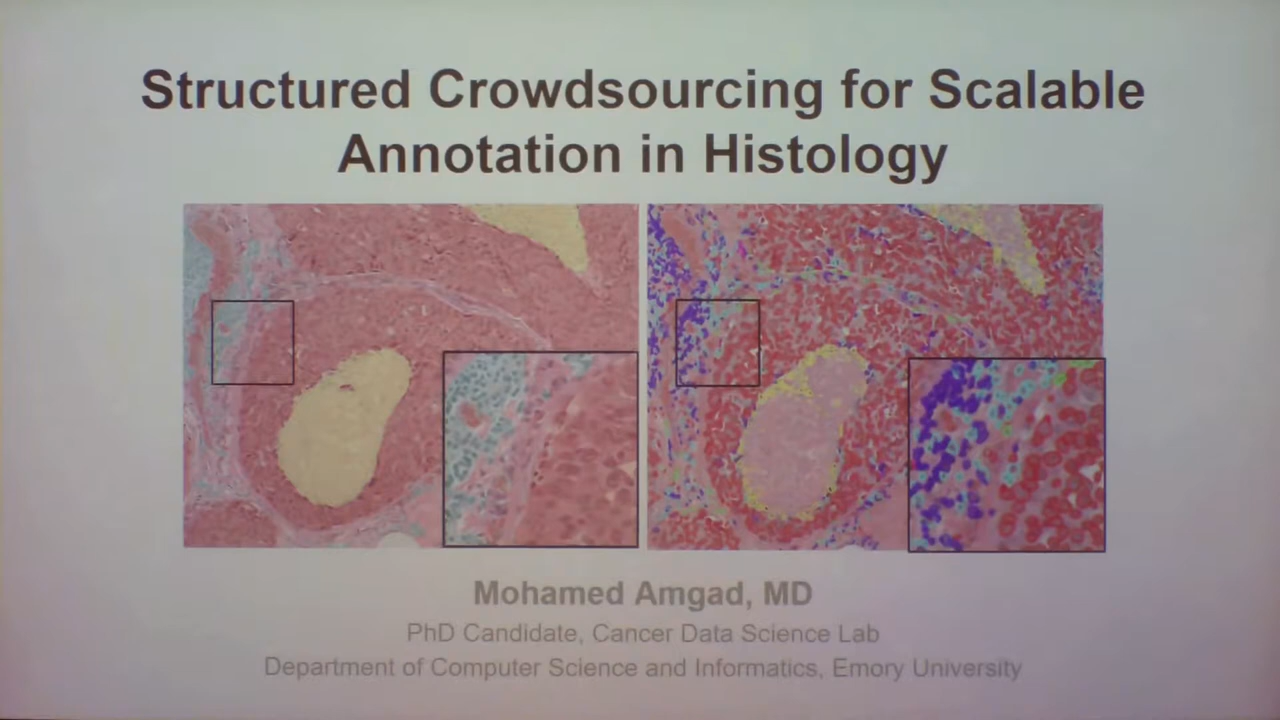 Structured Crowdsourcing for Scalable
Annotation in Histology
Mohamed Amgad, MD
PhD Candidate, Cancer Data Science Lab
Department of Computer Science and Informatics, Emory University